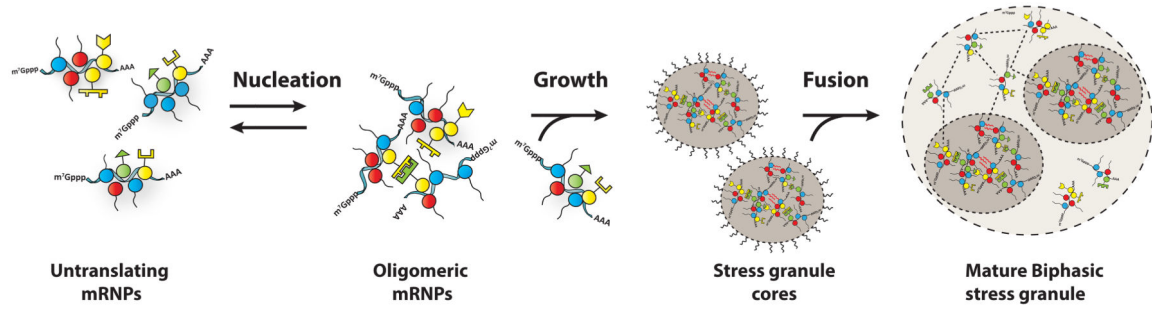 Nucleation
Growth
Fusion
m⁷Gppp
AAA
m⁷Gppp
AAA
m⁷Gppp
AAA
m⁷Gppp
AAA
m⁷Gppp
AAA
m⁷Gppp
AAA
m⁷Gppp
AAA
Untranslating
mRNPs
Oligomeric
mRNPs
Stress granule
cores
Mature Biphasic
stress granule